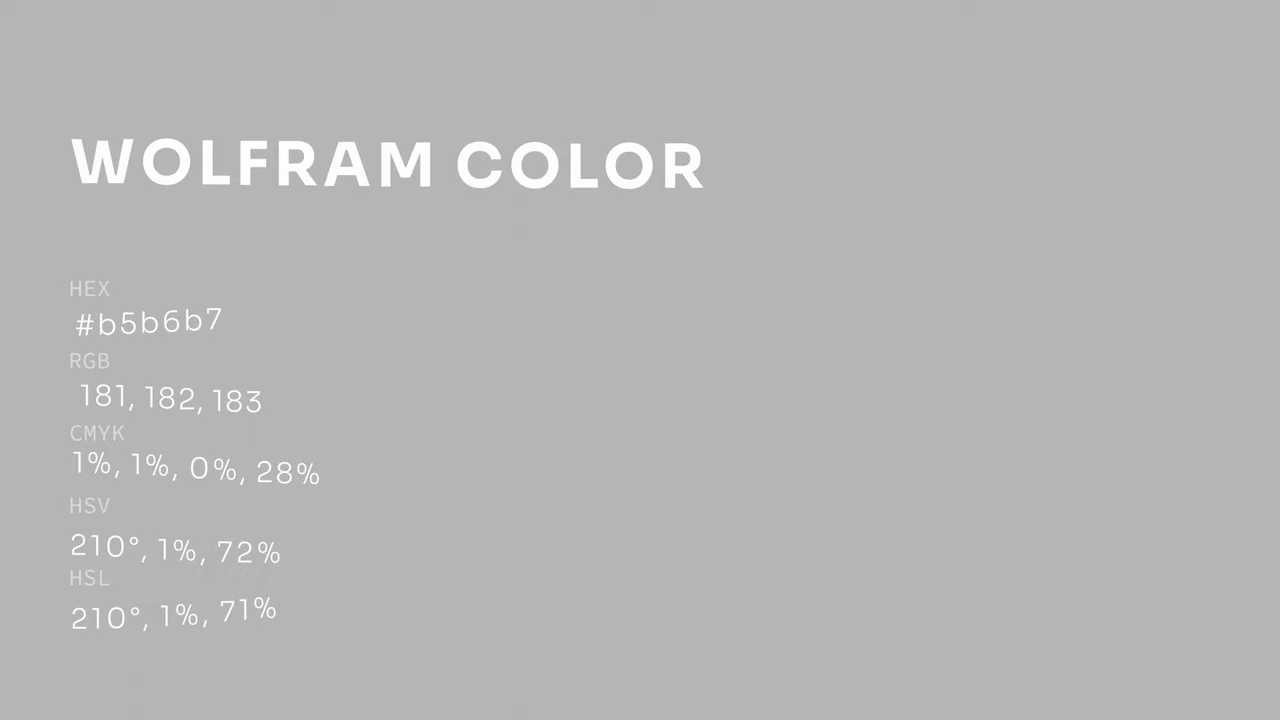 WOLFRAM COLOR
HEX
#b5b6b7
RGB
181, 182, 183
CMYK
1%, 1%, 0%, 28%
HSV
210°, 1%, 72%
HSL
210°, 1%, 71%